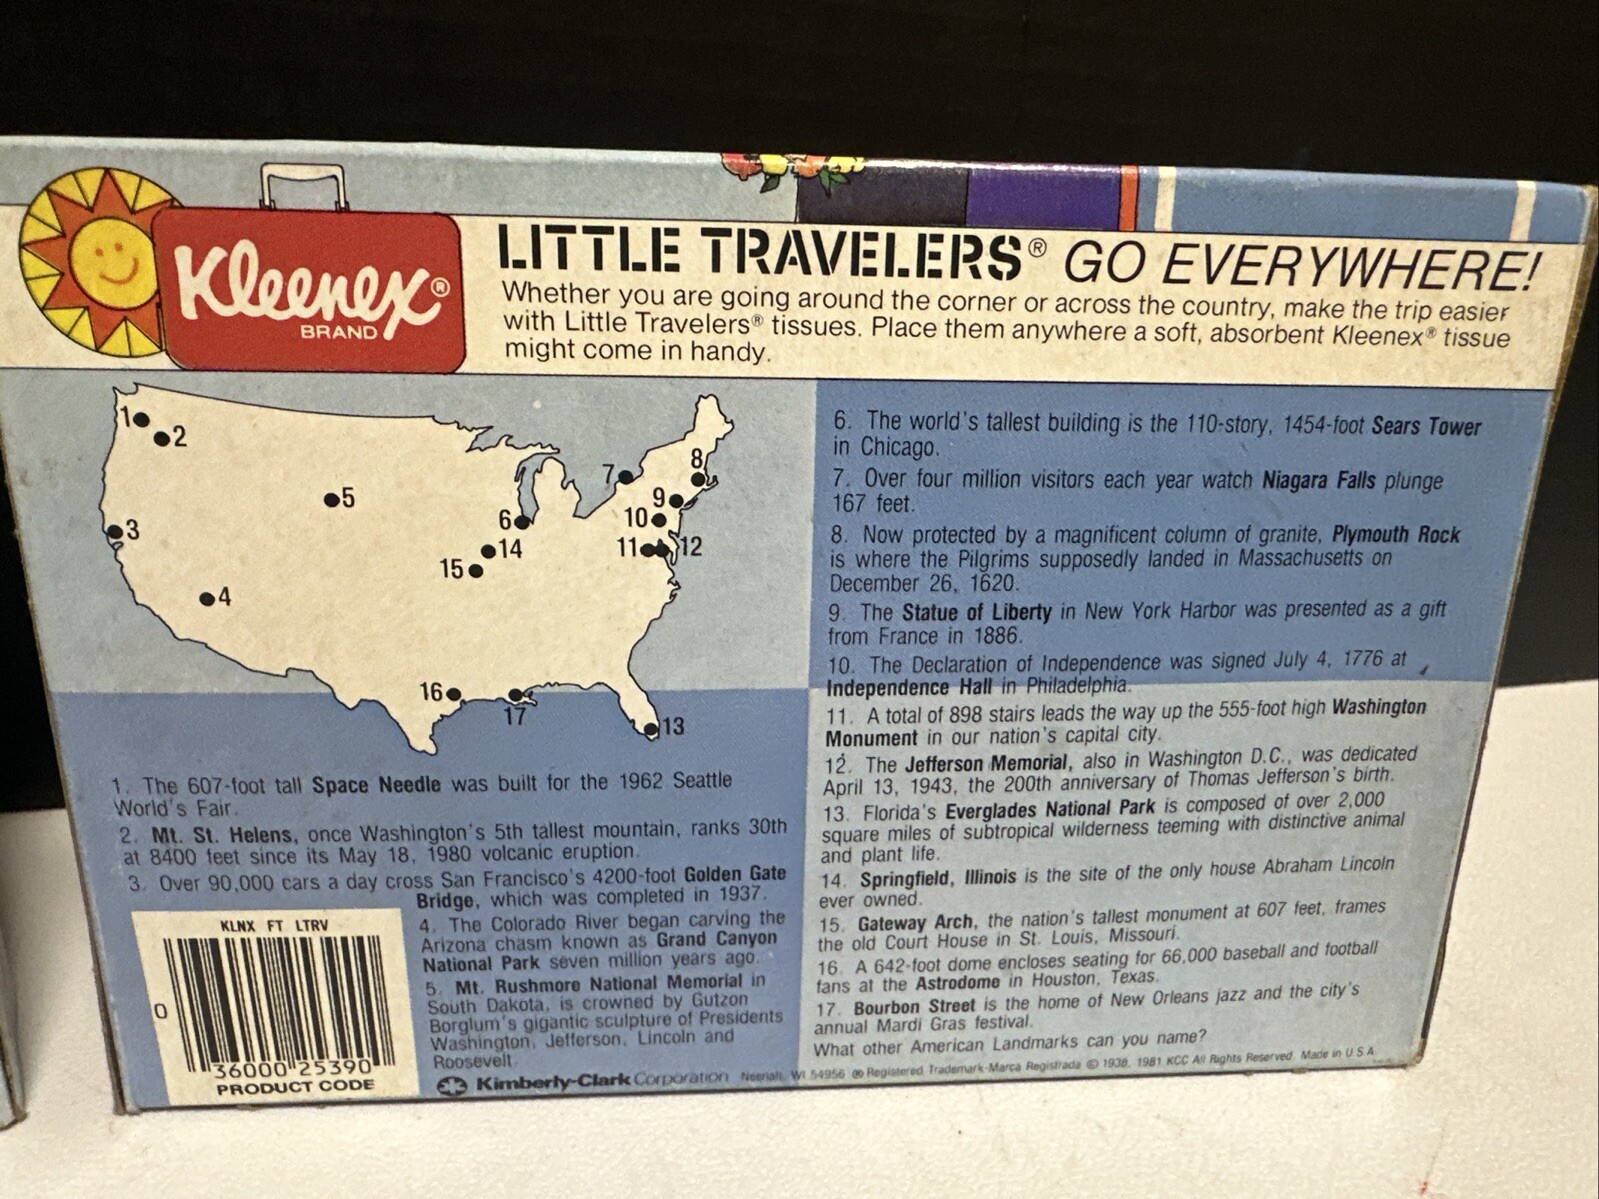 Kleenex®
BRAND
LITTLE TRAVELERS® GO EVERYWHERE!
Whether you are going around the corner or across the country, make the trip easier
with Little Travelers® tissues. Place them anywhere a soft, absorbent Kleenex® tissue
might come in handy.
1
2
3
4
5
6
7
8
9
10
11
12
14
15
16
17
13
1. The 607-foot tall Space Needle was built for the 1962 Seattle
World's Fair.
2. Mt. St. Helens, once Washington's 5th tallest mountain, ranks 30th
at 8400 feet since its May 18, 1980 volcanic eruption.
3. Over 90,000 cars a day cross San Francisco's 4200-foot Golden Gate
Bridge, which was completed in 1937.
4. The Colorado River began carving the
Arizona chasm known as Grand Canyon
National Park seven million years ago.
5. Mt. Rushmore National Memorial in
South Dakota, is crowned by Gutzon
Borglum's gigantic sculpture of Presidents
Washington, Jefferson, Lincoln and
Roosevelt.
KLNX FT LTRV
0
36000 25390
PRODUCT CODE
6. The world's tallest building is the 110-story, 1454-foot Sears Tower
in Chicago.
7. Over four million visitors each year watch Niagara Falls plunge
167 feet.
8. Now protected by a magnificent column of granite, Plymouth Rock
is where the Pilgrims supposedly landed in Massachusetts on
December 26, 1620.
9. The Statue of Liberty in New York Harbor was presented as a gift
from France in 1886.
10. The Declaration of Independence was signed July 4, 1776 at
Independence Hall in Philadelphia.
11. A total of 898 stairs leads the way up the 555-foot high Washington
Monument in our nation's capital city.
12. The Jefferson Memorial, also in Washington D.C., was dedicated
April 13, 1943, the 200th anniversary of Thomas Jefferson's birth.
13. Florida's Everglades National Park is composed of over 2,000
square miles of subtropical wilderness teeming with distinctive animal
and plant life.
14. Springfield, Illinois is the site of the only house Abraham Lincoln
ever owned.
15. Gateway Arch, the nation's tallest monument at 607 feet, frames
the old Court House in St. Louis, Missouri.
16. A 642-foot dome encloses seating for 66,000 baseball and football
fans at the Astrodome in Houston, Texas.
17. Bourbon Street is the home of New Orleans jazz and the city's
annual Mardi Gras festival.
What other American Landmarks can you name?
Kimberly-Clark Corporation Neenah, WI 54956 ® Registered Trademark-Marca Registrada © 1938, 1981 KCC All Rights Reserved. Made in U.S.A.